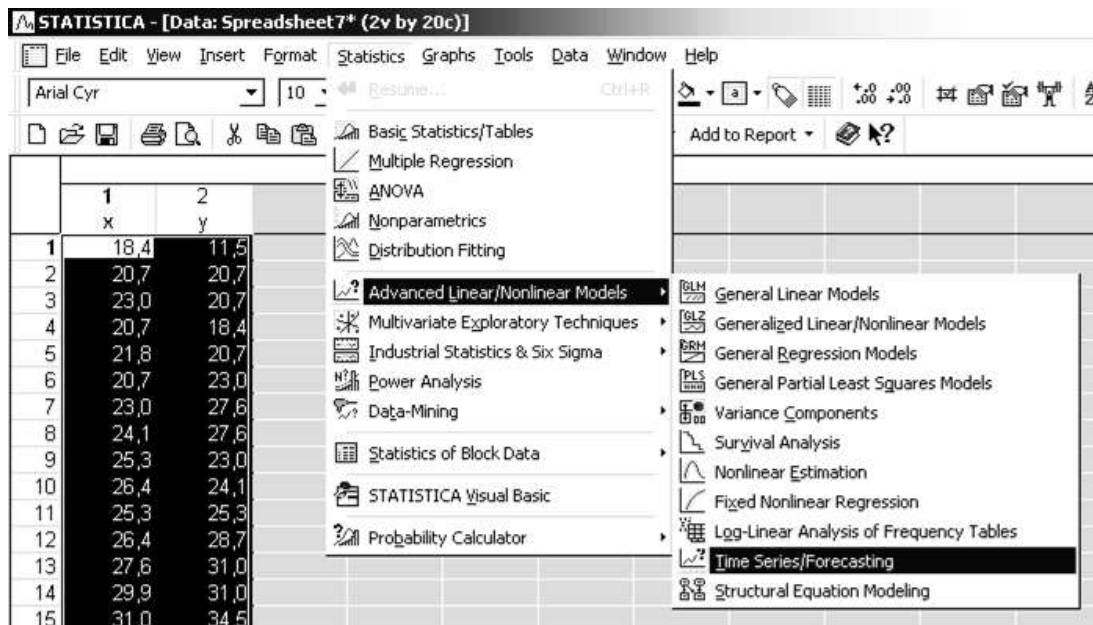 STATISTICA - [Data: Spreadsheet7* (2v by 20c)]
File Edit View Insert Format Statistics Graphs Tools Data Window Help
Arial Cyr 10
Resume... Ctrl+R
Basic Statistics/Tables
Add to Report
Multiple Regression
ANOVA
Nonparametrics
Distribution Fitting
Advanced Linear/Nonlinear Models
Multivariate Exploratory Techniques
Industrial Statistics & Six Sigma
Power Analysis
Data-Mining
Statistics of Block Data
STATISTICA Visual Basic
Probability Calculator
General Linear Models
Generalized Linear/Nonlinear Models
General Regression Models
General Partial Least Squares Models
Variance Components
Survival Analysis
Nonlinear Estimation
Fixed Nonlinear Regression
Log-Linear Analysis of Frequency Tables
Time Series/Forecasting
Structural Equation Modeling
1 2
x y
1 18,4 11,5
2 20,7 20,7
3 23,0 20,7
4 20,7 18,4
5 21,8 20,7
6 20,7 23,0
7 23,0 27,6
8 24,1 27,6
9 25,3 23,0
10 26,4 24,1
11 25,3 25,3
12 26,4 28,7
13 27,6 31,0
14 29,9 31,0
15 31,0 34,5